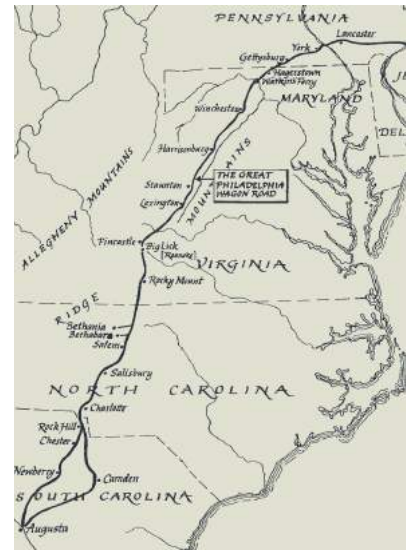 PENNSYLVANIA
Lancaster
York
Gettysburg
Hagerstown
Watkins Ferry
MARYLAND
DEL
Winchester
Harrisonburg
ALLEGHENY MOUNTAINS
MOUNTAINS
Staunton
THE GREAT
PHILADELPHIA
WAGON ROAD
Lexington
Fincastle
Big Lick
(Roanoke)
VIRGINIA
Rocky Mount
RIDGE
Bethania
Bethabara
Salem
Salisbury
NORTH CAROLINA
Charlotte
Rock Hill
Chester
Newberry
Camden
SOUTH CAROLINA
Augusta